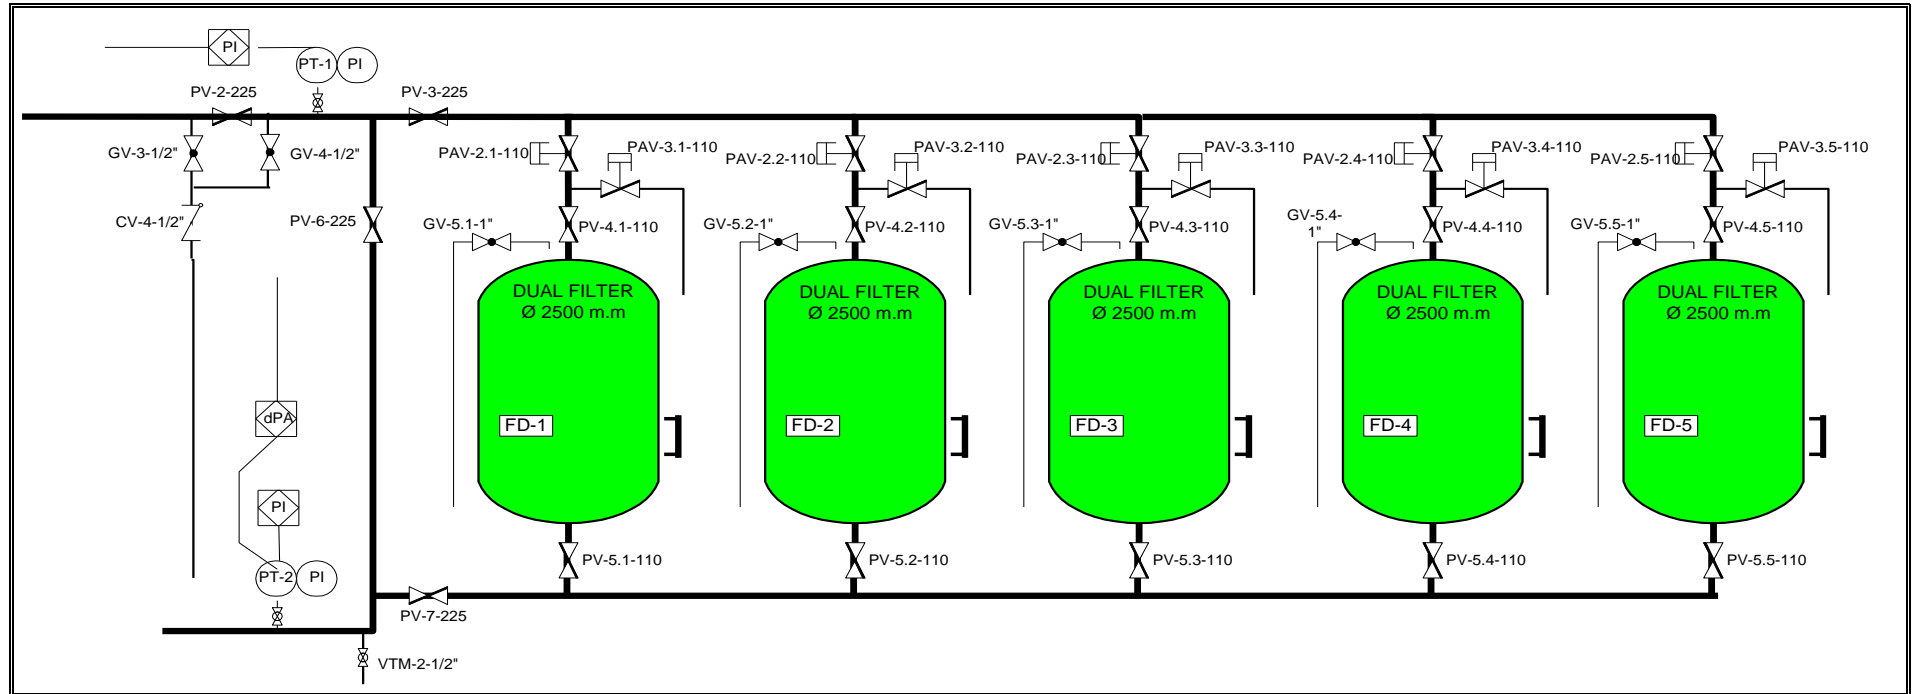 PI
PT-1
PI
PV-2-225
PV-3-225
GV-3-1/2"
GV-4-1/2"
CV-4-1/2"
PV-6-225
PAV-2.1-110
PAV-3.1-110
PAV-2.2-110
PAV-3.2-110
PAV-2.3-110
PAV-3.3-110
PAV-2.4-110
PAV-3.4-110
PAV-2.5-110
PAV-3.5-110
GV-5.1-1"
PV-4.1-110
GV-5.2-1"
PV-4.2-110
GV-5.3-1"
PV-4.3-110
GV-5.4-
1"
PV-4.4-110
GV-5.5-1"
PV-4.5-110
DUAL FILTER
Ø 2500 m.m
DUAL FILTER
Ø 2500 m.m
DUAL FILTER
Ø 2500 m.m
DUAL FILTER
Ø 2500 m.m
DUAL FILTER
Ø 2500 m.m
dPA
FD-1
FD-2
FD-3
FD-4
FD-5
PI
PT-2
PI
PV-5.1-110
PV-5.2-110
PV-5.3-110
PV-5.4-110
PV-5.5-110
PV-7-225
VTM-2-1/2"